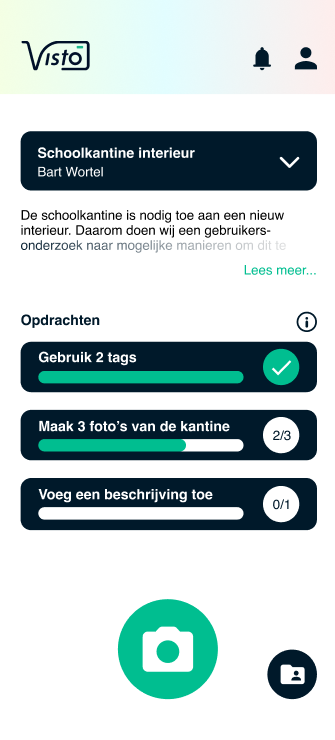 Visto
Schoolkantine interieur
Bart Wortel
De schoolkantine is nodig toe aan een nieuw
interieur. Daarom doen wij een gebruikers-
onderzoek naar mogelijke manieren om dit te
Lees meer...
Opdrachten
Gebruik 2 tags
Maak 3 foto's van de kantine
2/3
Voeg een beschrijving toe
0/1